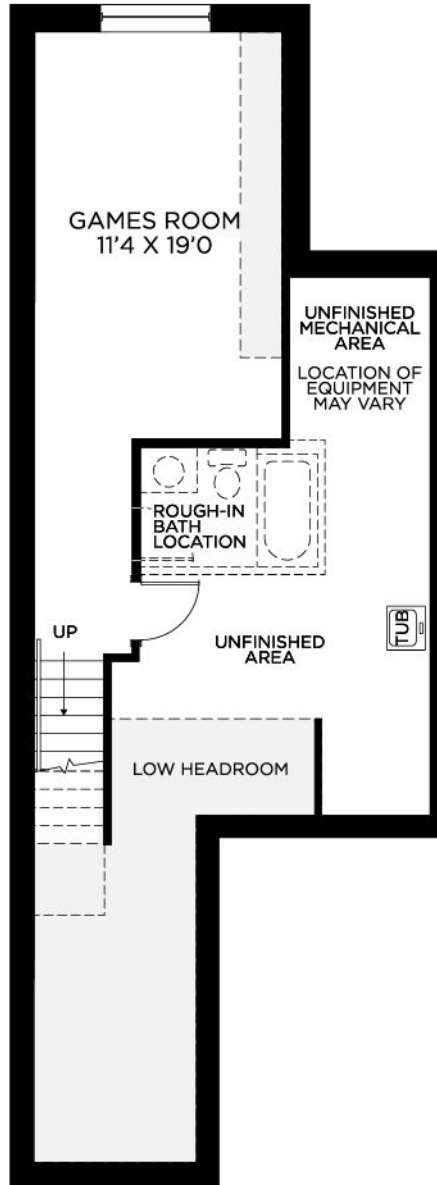 GAMES ROOM
11'4 X 19'0
UNFINISHED
MECHANICAL
AREA
LOCATION OF
EQUIPMENT
MAY VARY
ROUGH-IN
BATH
LOCATION
UP
UNFINISHED
AREA
TUB
LOW HEADROOM